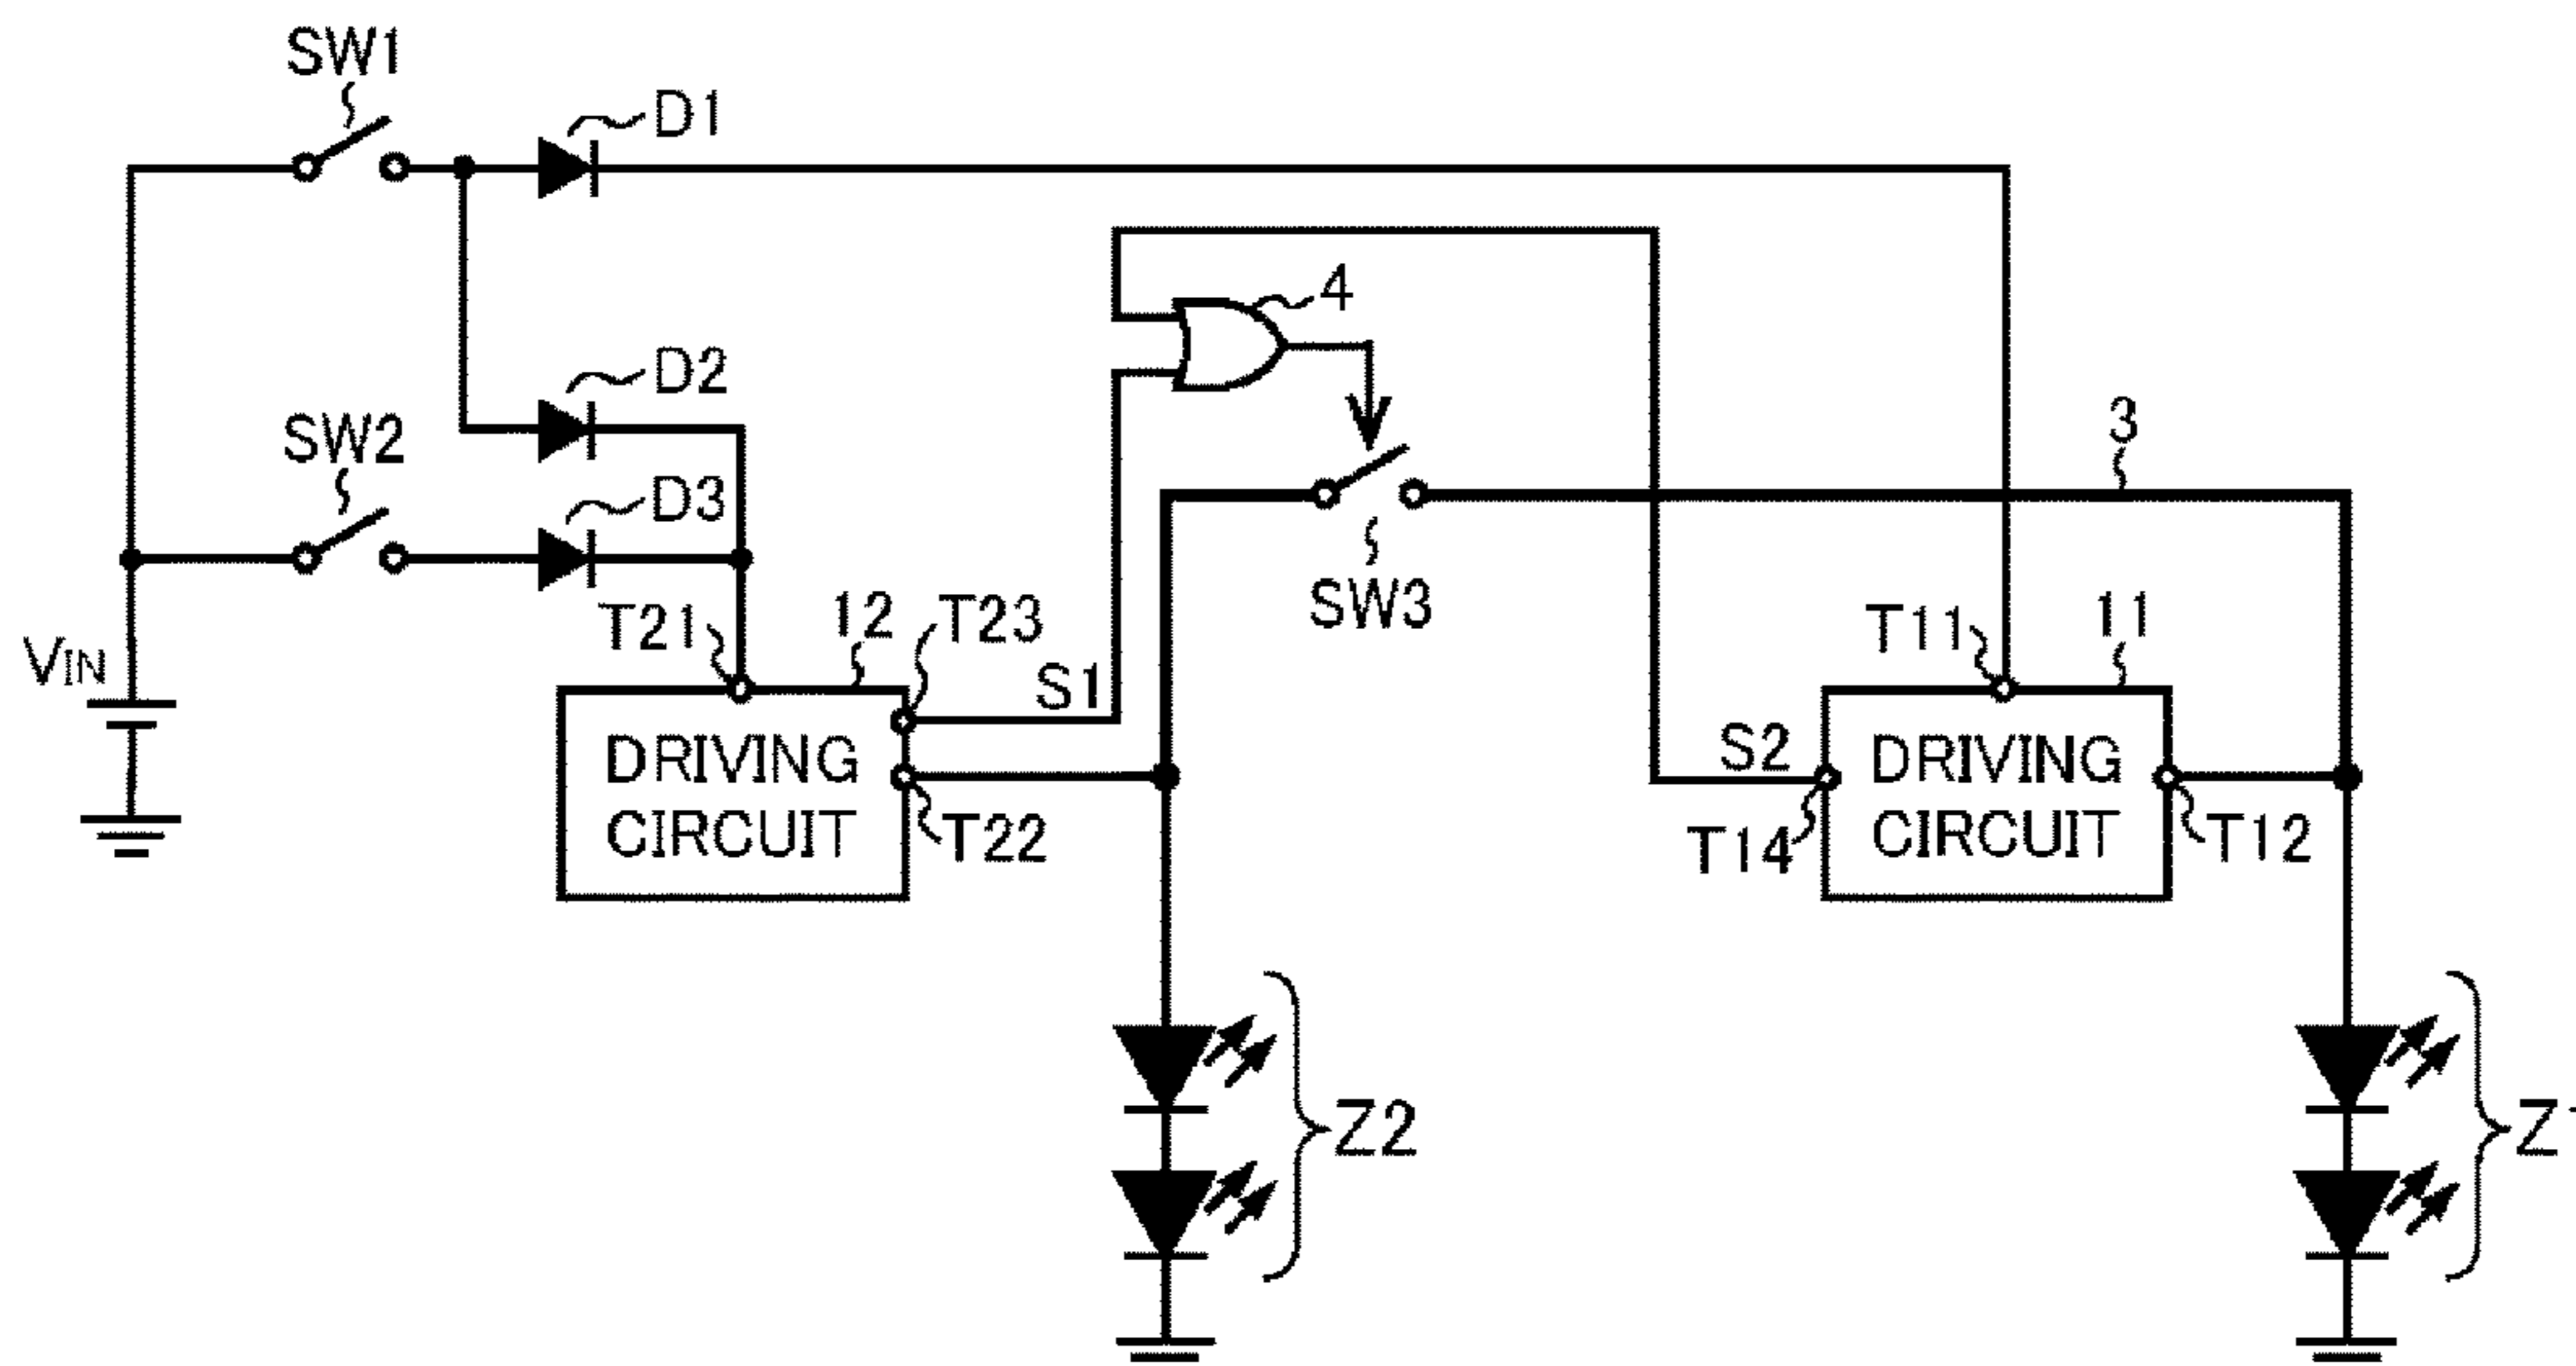 SW1
D1
4
D2
SW2
D3
3
SW3
T21
12
T23
T11
11
VIN
S1
S2
DRIVING
CIRCUIT
T22
T14
DRIVING
CIRCUIT
T12
Z2
Z